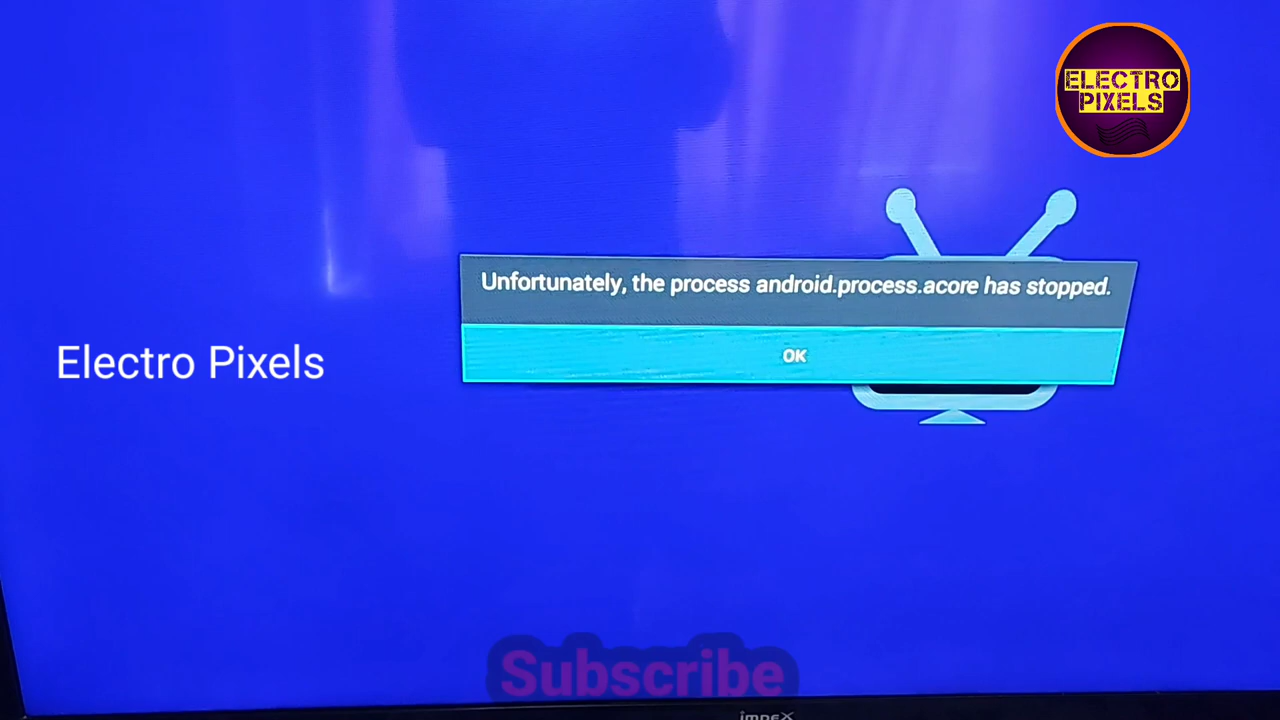 ELECTRO
PIXELS
Unfortunately, the process android.process.acore has stopped.
OK
Electro Pixels
Subscribe
impex